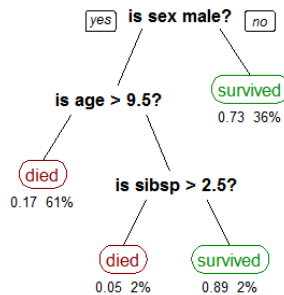 yes is sex male? no
is age > 9.5?
survived
0.73 36%
died
0.17 61%
is sibsp > 2.5?
died survived
0.05 2% 0.89 2%